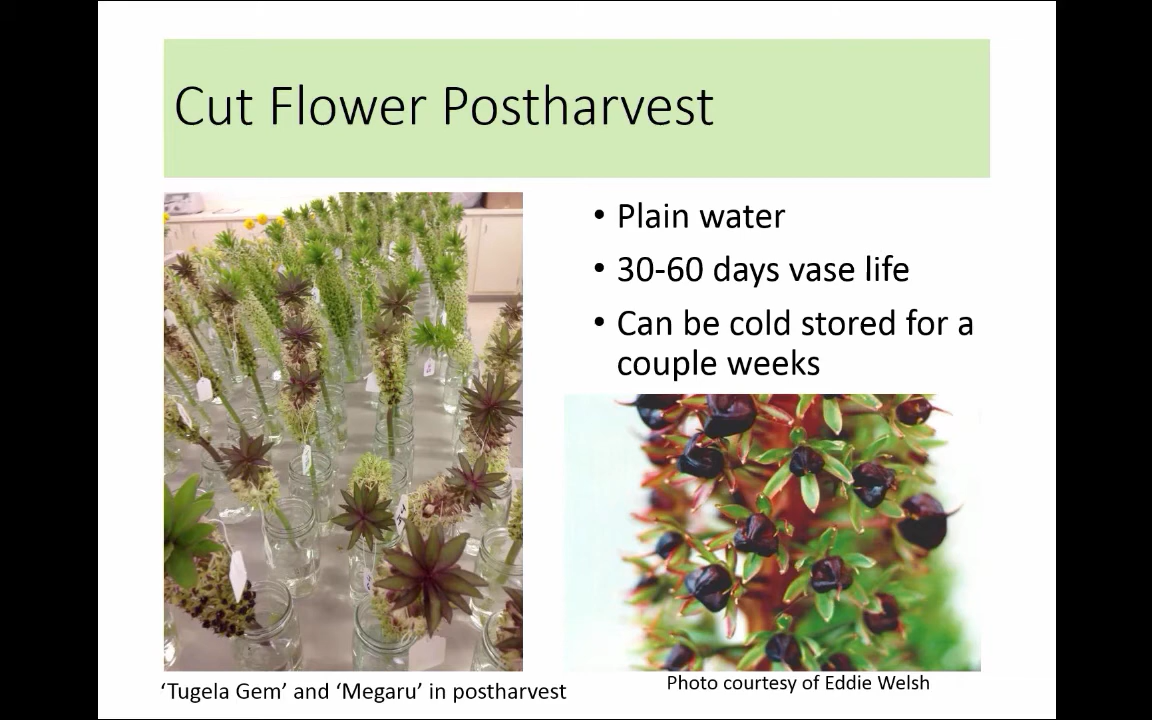 Cut Flower Postharvest
• Plain water
• 30-60 days vase life
• Can be cold stored for a
couple weeks
‘Tugela Gem’ and ‘Megaru’ in postharvest
Photo courtesy of Eddie Welsh